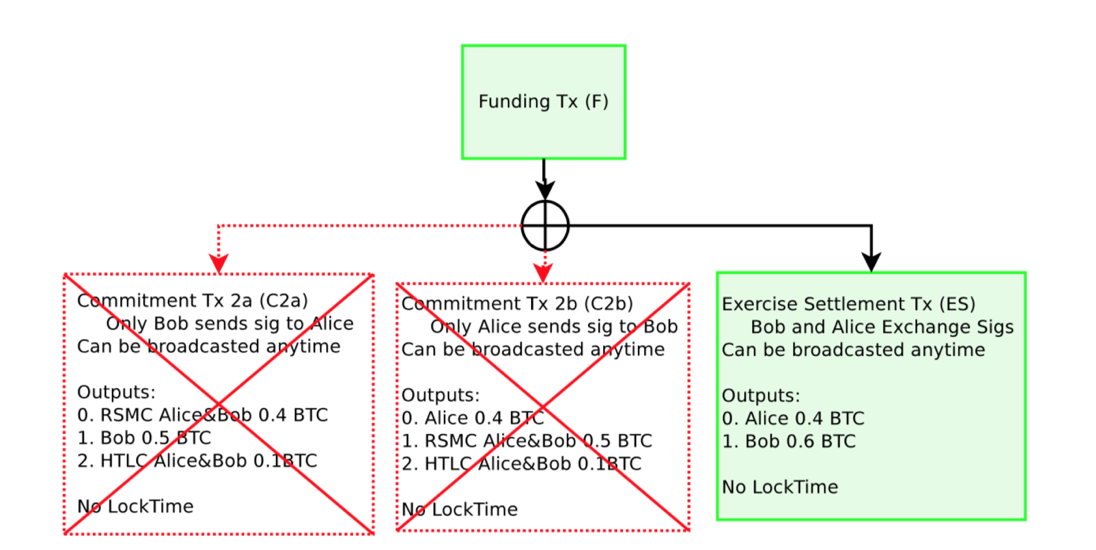 Funding Tx (F)
Commitment Tx 2a (C2a)
Only Bob sends sig to Alice
Can be broadcasted anytime
Outputs:
0. RSMC Alice&Bob 0.4 BTC
1. Bob 0.5 BTC
2. HTLC Alice&Bob 0.1BTC
No LockTime
Commitment Tx 2b (C2b)
Only Alice sends sig to Bob
Can be broadcasted anytime
Outputs:
0. Alice 0.4 BTC
1. RSMC Alice&Bob 0.5 BTC
2. HTLC Alice&Bob 0.1BTC
No LockTime
Exercise Settlement Tx (ES)
Bob and Alice Exchange Sigs
Can be broadcasted anytime
Outputs:
0. Alice 0.4 BTC
1. Bob 0.6 BTC
No LockTime